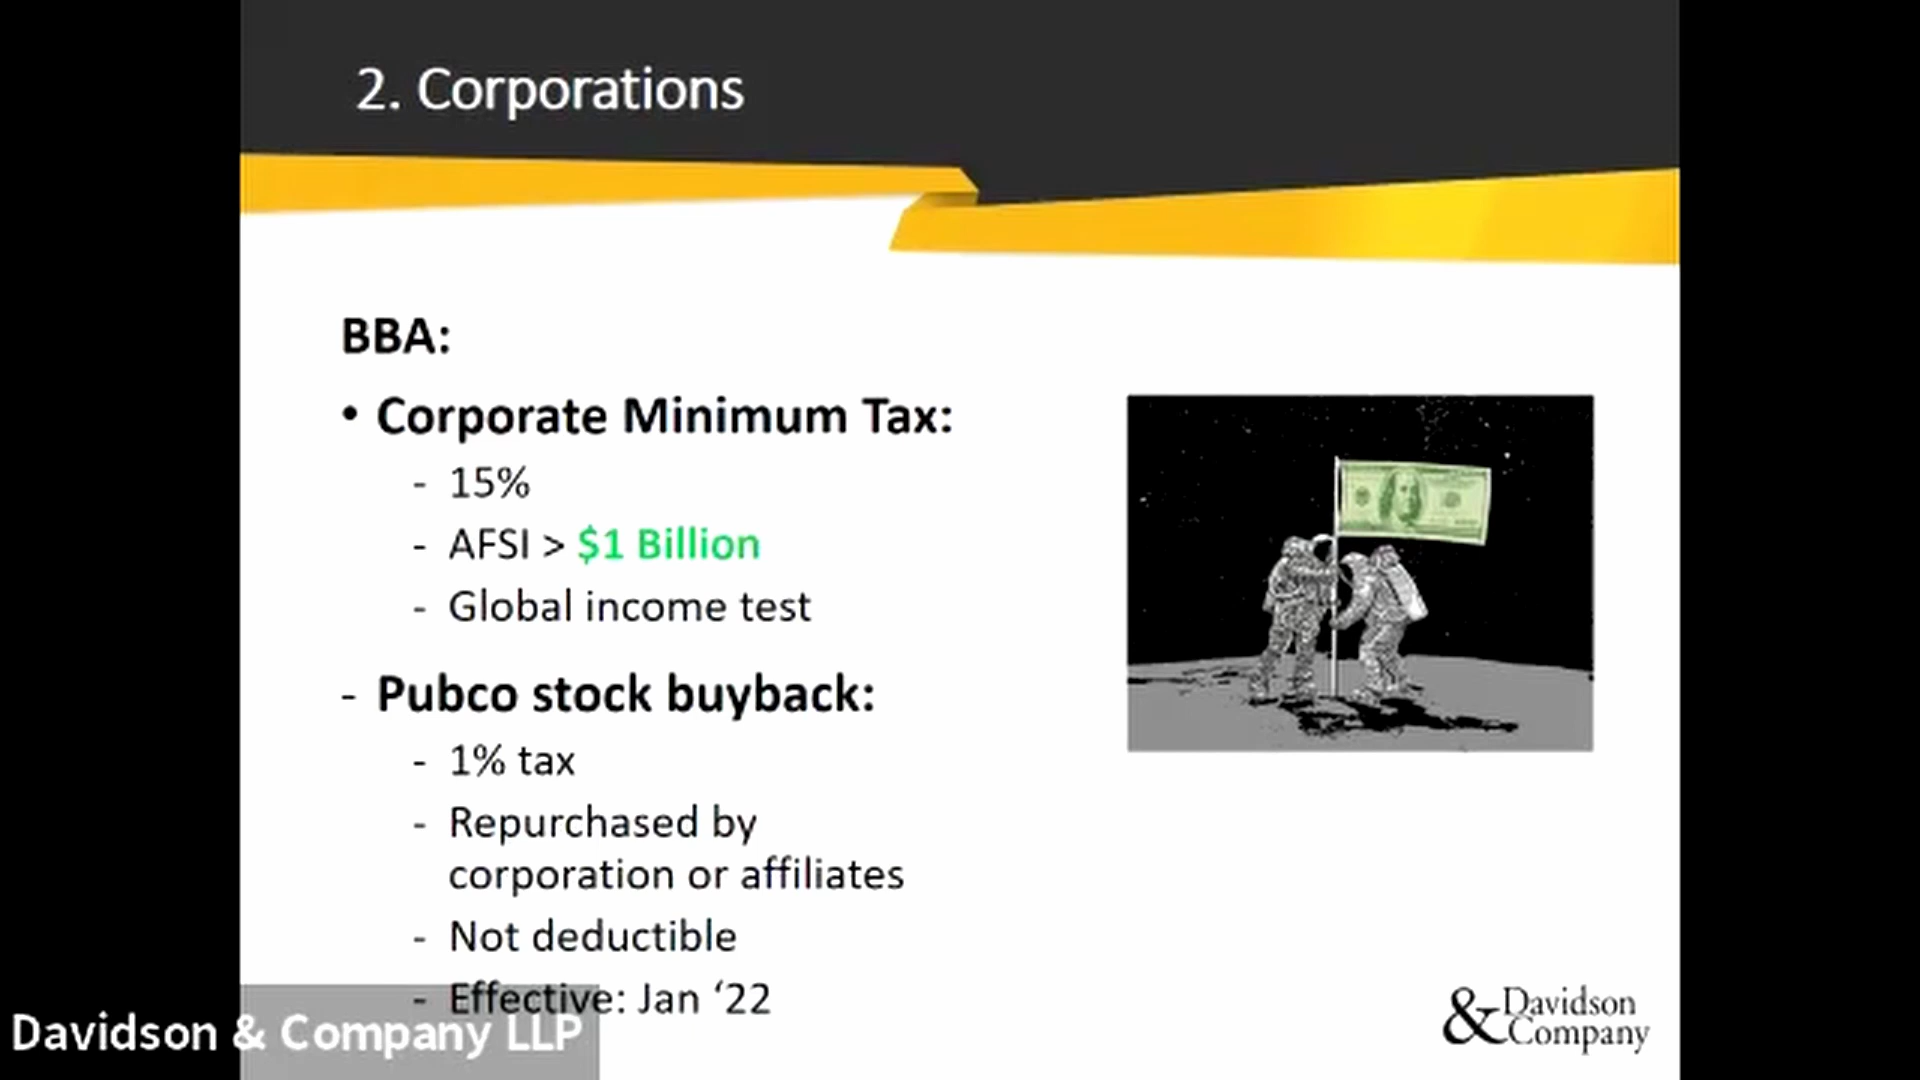 2. Corporations
BBA:
• Corporate Minimum Tax:
- 15%
- AFSI > $1 Billion
- Global income test
- Pubco stock buyback:
- 1% tax
- Repurchased by
corporation or affiliates
- Not deductible
- Effective: Jan ‘22
Davidson & Company LLP
& Davidson
Company